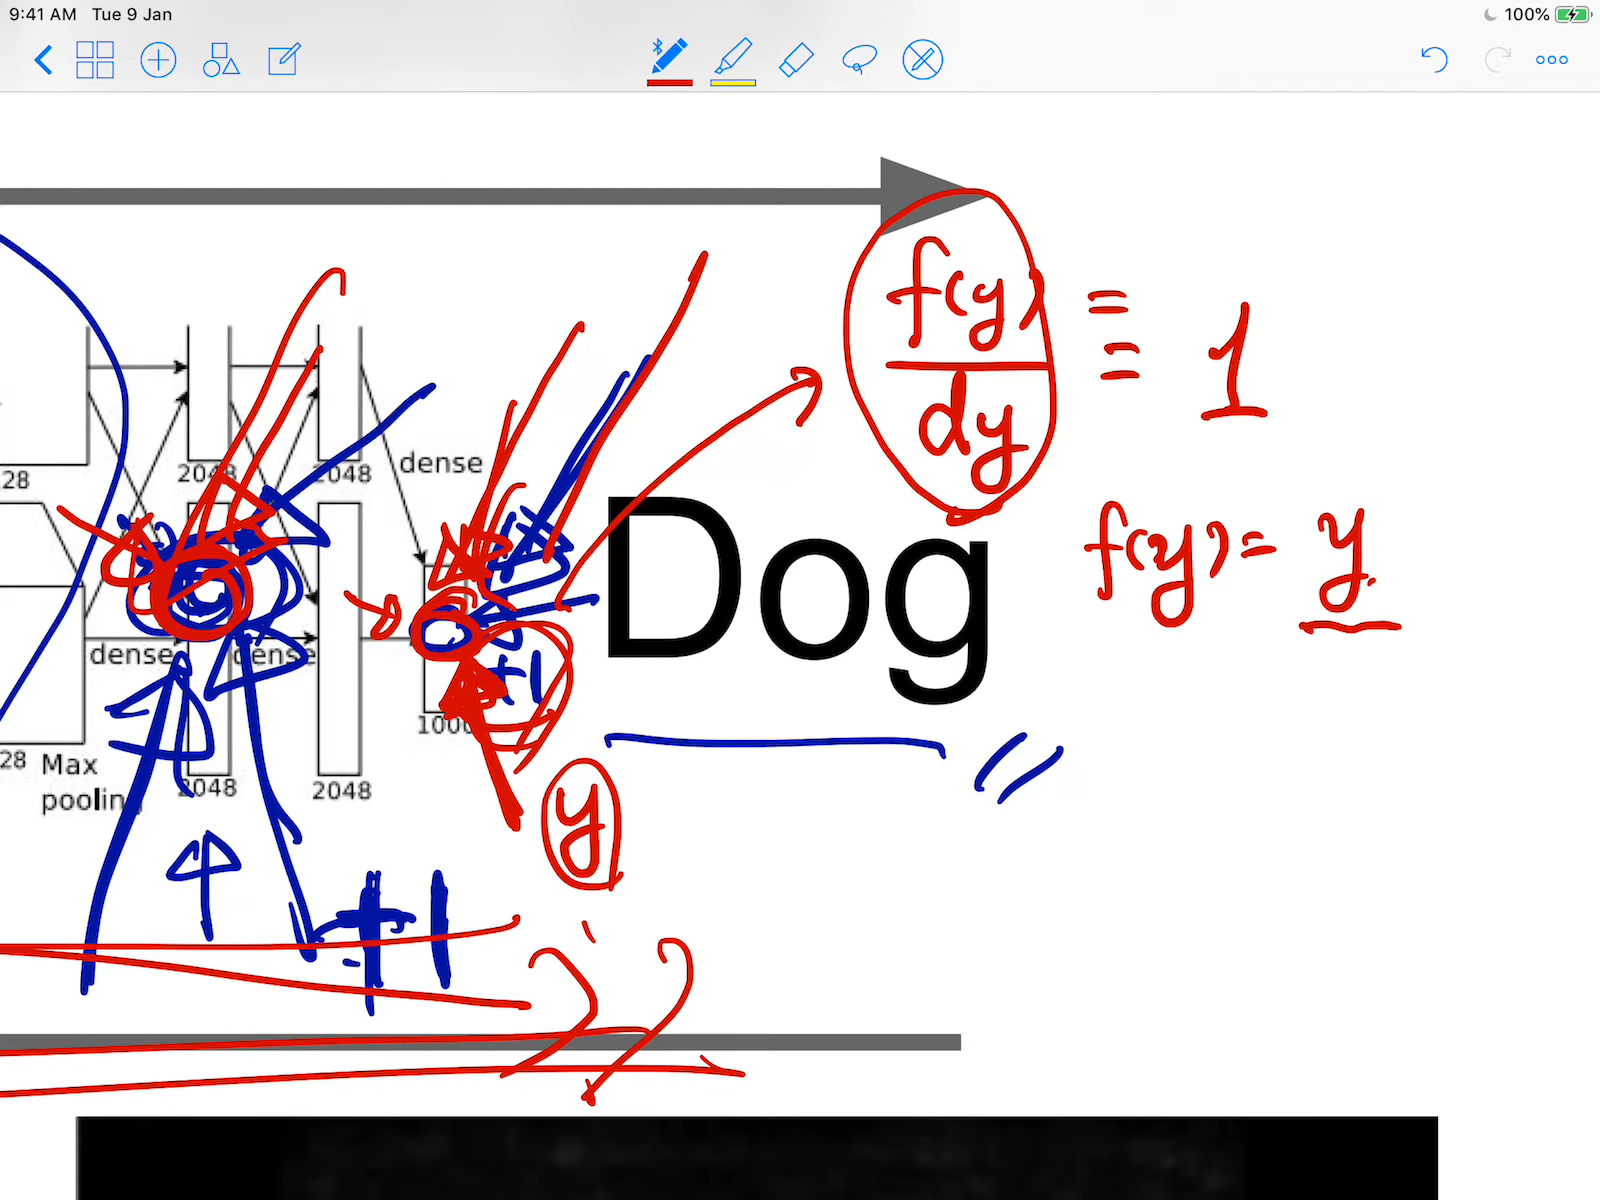 9:41 AM Tue 9 Jan
100%
f(y)
dy
=
= 1
f(y) = y
dense
28
2048
2048
Dog
dense
dense
+1
1000
28 Max
pooling
2048
2048
y
+1